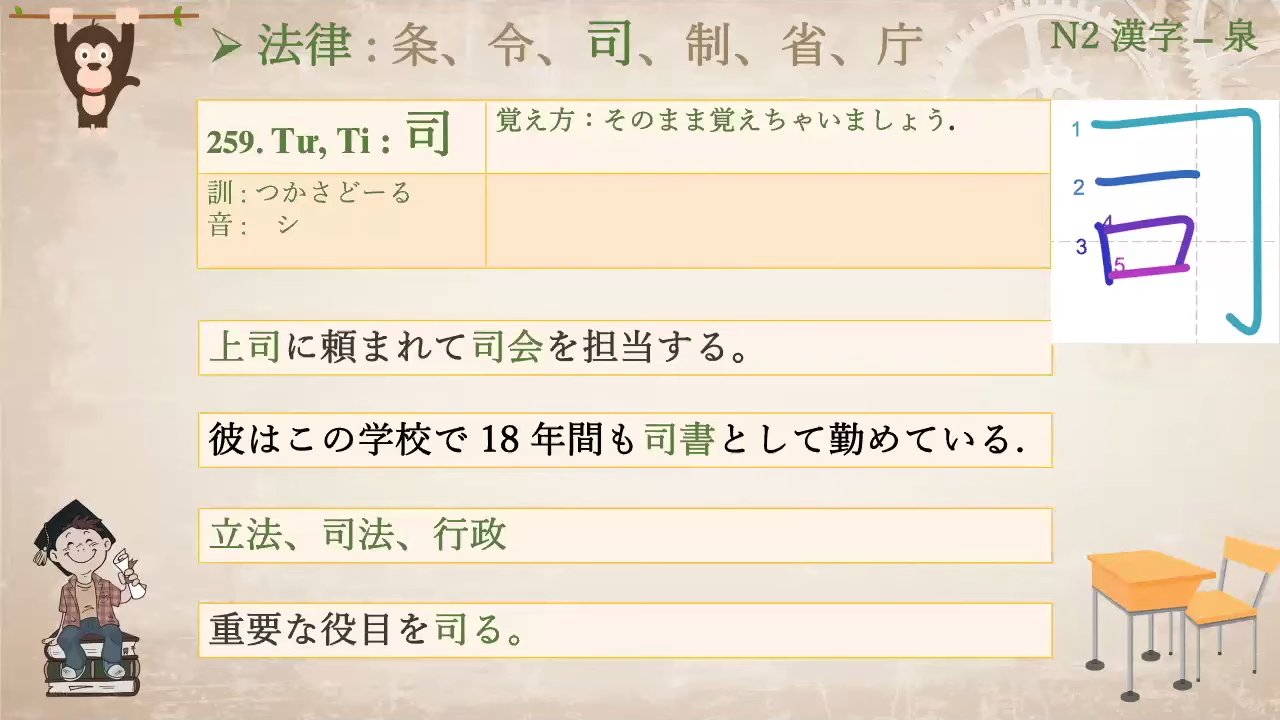 ➢ 法律 : 条、令、司、制、省、庁
N2 漢字 – 泉
259. Tư, Ti : 司
覚え方：そのまま覚えちゃいましょう.
訓 : つかさどーる
音 : シ
1
2
3
4
5
上司に頼まれて司会を担当する。
彼はこの学校で 18 年間も司書として勤めている.
立法、司法、行政
重要な役目を司る。